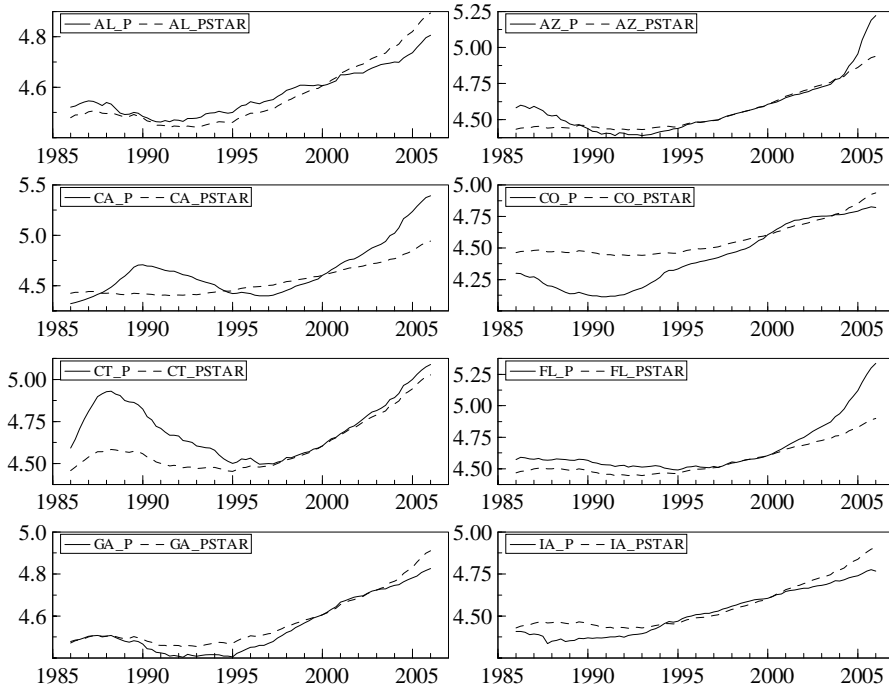 AL_P AL_PSTAR
4.8
4.6
1985 1990 1995 2000 2005
AZ_P AZ_PSTAR
5.25
5.00
4.75
4.50
1985 1990 1995 2000 2005
CA_P CA_PSTAR
5.5
5.0
4.5
1985 1990 1995 2000 2005
CO_P CO_PSTAR
5.00
4.75
4.50
4.25
1985 1990 1995 2000 2005
CT_P CT_PSTAR
5.00
4.75
4.50
1985 1990 1995 2000 2005
FL_P FL_PSTAR
5.25
5.00
4.75
4.50
1985 1990 1995 2000 2005
GA_P GA_PSTAR
5.0
4.8
4.6
1985 1990 1995 2000 2005
IA_P IA_PSTAR
5.00
4.75
4.50
1985 1990 1995 2000 2005